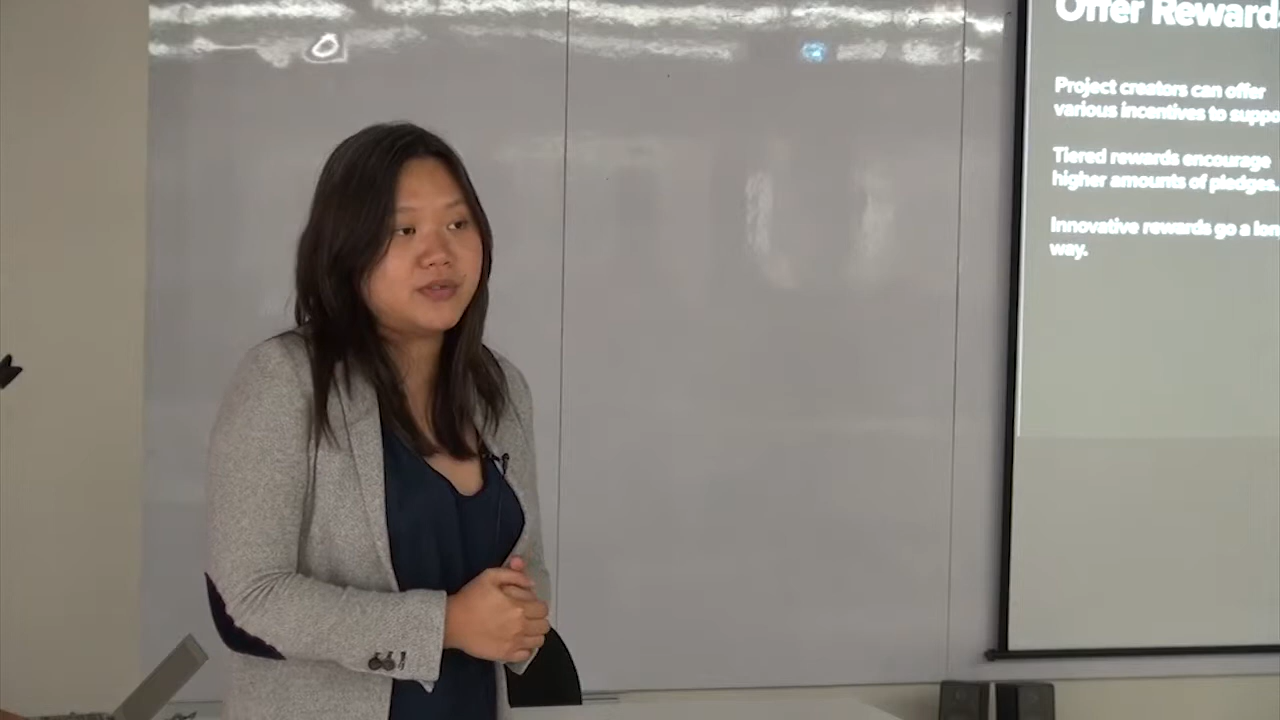 Offer Reward
Project creators can offer
various incentives to suppo
Tiered rewards encourage
higher amounts of pledges.
Innovative rewards go a lon
way.